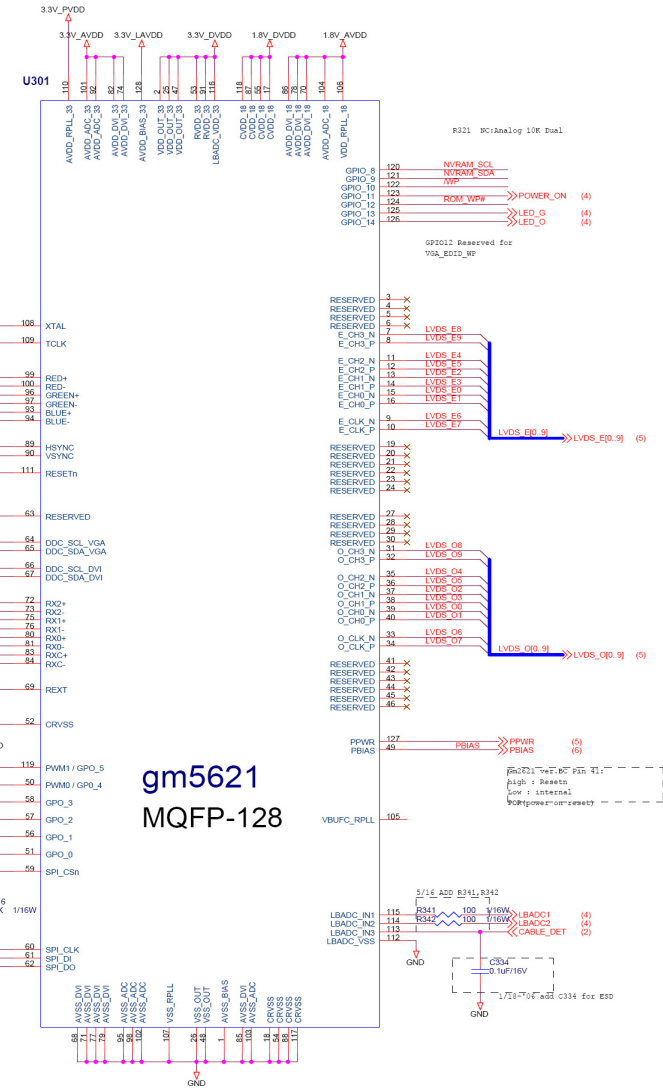 3.3V_PVDD
3.3V_AVDD 3.3V_LAVDD 3.3V_DVDD 1.8V_DVDD 1.8V_AVDD
U301
110 101 92 82 74 128 2 25 47 53 91 116 118 87 55 17 86 78 70 104 106
AVDD_RPLL_33
AVDD_ADC_33
AVDD_ADC_33
AVDD_DVI_33
AVDD_DVI_33
AVDD_BIAS_33
VDD_OUT_33
VDD_OUT_33
VDD_OUT_33
RVDD_33
RVDD_33
LBADC_VDD_33
CVDD_18
CVDD_18
CVDD_18
CVDD_18
AVDD_DVI_18
AVDD_DVI_18
AVDD_DVI_18
AVDD_ADC_18
VDD_RPLL_18
R321 NC:Analog 10K Dual
GPIO_8 120 NVRAM_SCL
GPIO_9 121 NVRAM_SDA
GPIO_10 122 /WP
GPIO_11 123 POWER_ON (4)
GPIO_12 124 ROM_WP#
GPIO_13 125 LED_G (4)
GPIO_14 126 LED_O (4)
GPIO12 Reserved for
VGA_EDID_WP
RESERVED 3
RESERVED 4
RESERVED 5
RESERVED 6
E_CH3_N 7 LVDS_E8
E_CH3_P 8 LVDS_E9
E_CH2_N 11 LVDS_E4
E_CH2_P 12 LVDS_E5
E_CH1_N 13 LVDS_E2
E_CH1_P 14 LVDS_E3
E_CH0_N 15 LVDS_E0
E_CH0_P 16 LVDS_E1
E_CLK_N 9 LVDS_E6
E_CLK_P 10 LVDS_E7
LVDS_E[0..9] LVDS_E[0..9] (5)
RESERVED 19
RESERVED 20
RESERVED 21
RESERVED 22
RESERVED 23
RESERVED 24
RESERVED 27
RESERVED 28
RESERVED 29
RESERVED 30
O_CH3_N 31 LVDS_O8
O_CH3_P 32 LVDS_O9
O_CH2_N 35 LVDS_O4
O_CH2_P 36 LVDS_O5
O_CH1_N 37 LVDS_O2
O_CH1_P 38 LVDS_O3
O_CH0_N 39 LVDS_O0
O_CH0_P 40 LVDS_O1
O_CLK_N 33 LVDS_O6
O_CLK_P 34 LVDS_O7
LVDS_O[0..9] LVDS_O[0..9] (5)
RESERVED 41
RESERVED 42
RESERVED 43
RESERVED 44
RESERVED 45
RESERVED 46
PPWR 127 PPWR (5)
PBIAS 49 PBIAS PBIAS (6)
Gm2621 ver.BC Pin 41:
high : Resetn
Low : internal
POR(power-on-reset)
VBUFC_RPLL 105
5/16 ADD R341,R342
LBADC_IN1 115 R341 100 1/16W LBADC1 (4)
LBADC_IN2 114 R342 100 1/16W LBADC2 (4)
LBADC_IN3 113 CABLE_DET (2)
LBADC_VSS 112
GND
C334
0.1uF/16V
1/18-'06 add C334 for ESD
GND
108 XTAL
109 TCLK
99 RED+
100 RED-
96 GREEN+
97 GREEN-
93 BLUE+
94 BLUE-
89 HSYNC
90 VSYNC
111 RESETn
63 RESERVED
64 DDC_SCL_VGA
65 DDC_SDA_VGA
66 DDC_SCL_DVI
67 DDC_SDA_DVI
72 RX2+
73 RX2-
75 RX1+
76 RX1-
80 RX0+
81 RX0-
83 RXC+
84 RXC-
69 REXT
52 CRVSS
119 PWM1 / GPO_5
50 PWM0 / GP0_4
58 GPO_3
57 GPO_2
56 GPO_1
51 GPO_0
59 SPI_CSn
1/16W
60 SPI_CLK
61 SPI_DI
62 SPI_DO
gm5621
MQFP-128
AVSS_DVI
AVSS_DVI
AVSS_DVI
AVSS_DVI
AVSS_ADC
AVSS_ADC
AVSS_ADC
VSS_RPLL
VSS_OUT
VSS_OUT
AVSS_BIAS
AVSS_DVI
AVSS_ADC
CRVSS
CRVSS
CRVSS
CRVSS
68 71 77 79 95 98 102 107 26 48 1 85 103 18 54 88 117
GND